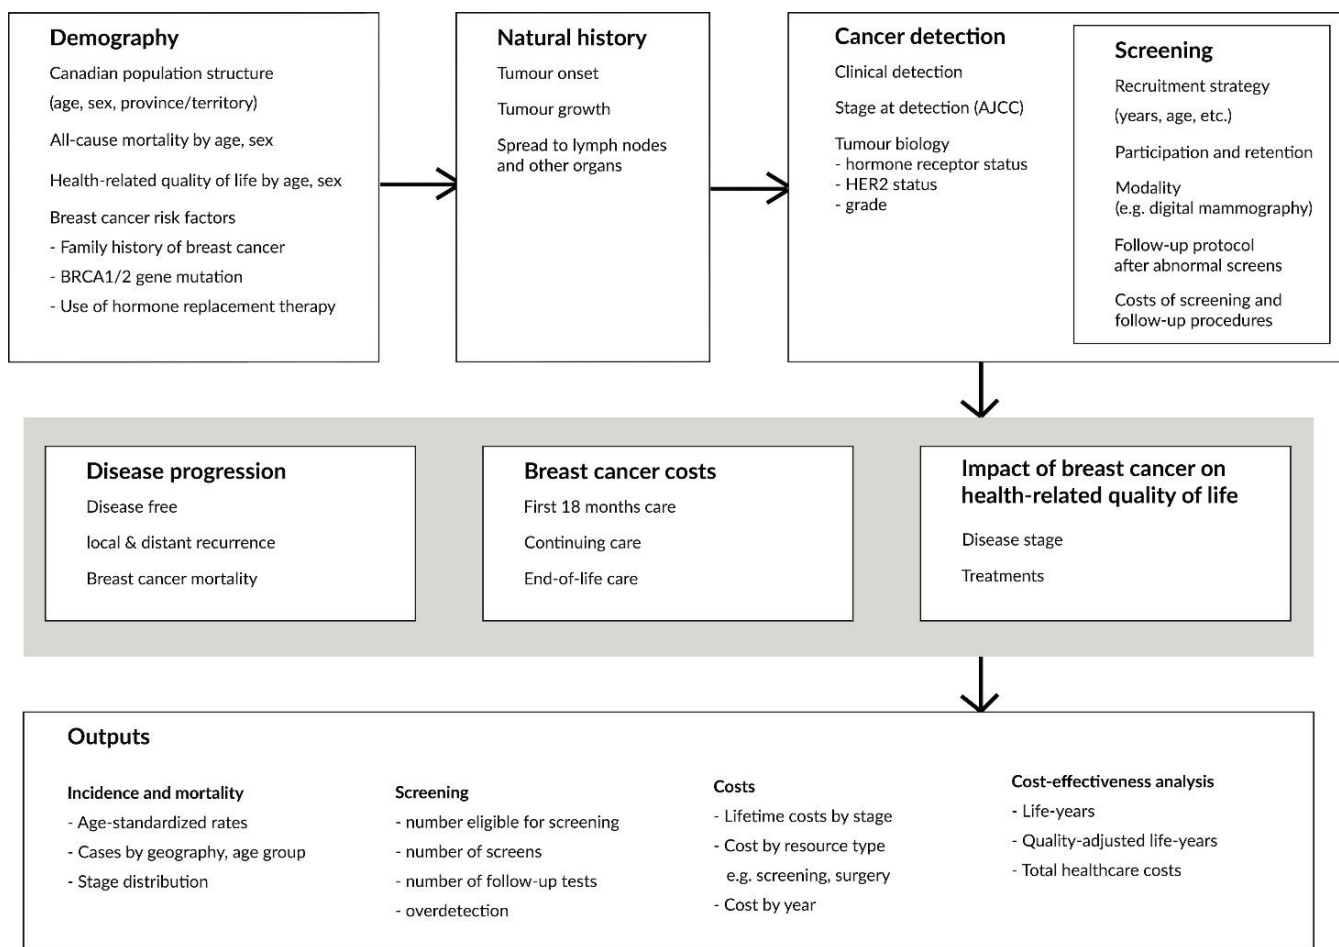 Demography
Canadian population structure
(age, sex, province/territory)
All-cause mortality by age, sex
Health-related quality of life by age, sex
Breast cancer risk factors
- Family history of breast cancer
- BRCA1/2 gene mutation
- Use of hormone replacement therapy
Natural history
Tumour onset
Tumour growth
Spread to lymph nodes
and other organs
Cancer detection
Clinical detection
Stage at detection (AJCC)
Tumour biology
- hormone receptor status
- HER2 status
- grade
Screening
Recruitment strategy
(years, age, etc.)
Participation and retention
Modality
(e.g. digital mammography)
Follow-up protocol
after abnormal screens
Costs of screening and
follow-up procedures
Disease progression
Disease free
local & distant recurrence
Breast cancer mortality
Breast cancer costs
First 18 months care
Continuing care
End-of-life care
Impact of breast cancer on
health-related quality of life
Disease stage
Treatments
Outputs
Incidence and mortality
- Age-standardized rates
- Cases by geography, age group
- Stage distribution
Screening
- number eligible for screening
- number of screens
- number of follow-up tests
- overdetection
Costs
- Lifetime costs by stage
- Cost by resource type
e.g. screening, surgery
- Cost by year
Cost-effectiveness analysis
- Life-years
- Quality-adjusted life-years
- Total healthcare costs